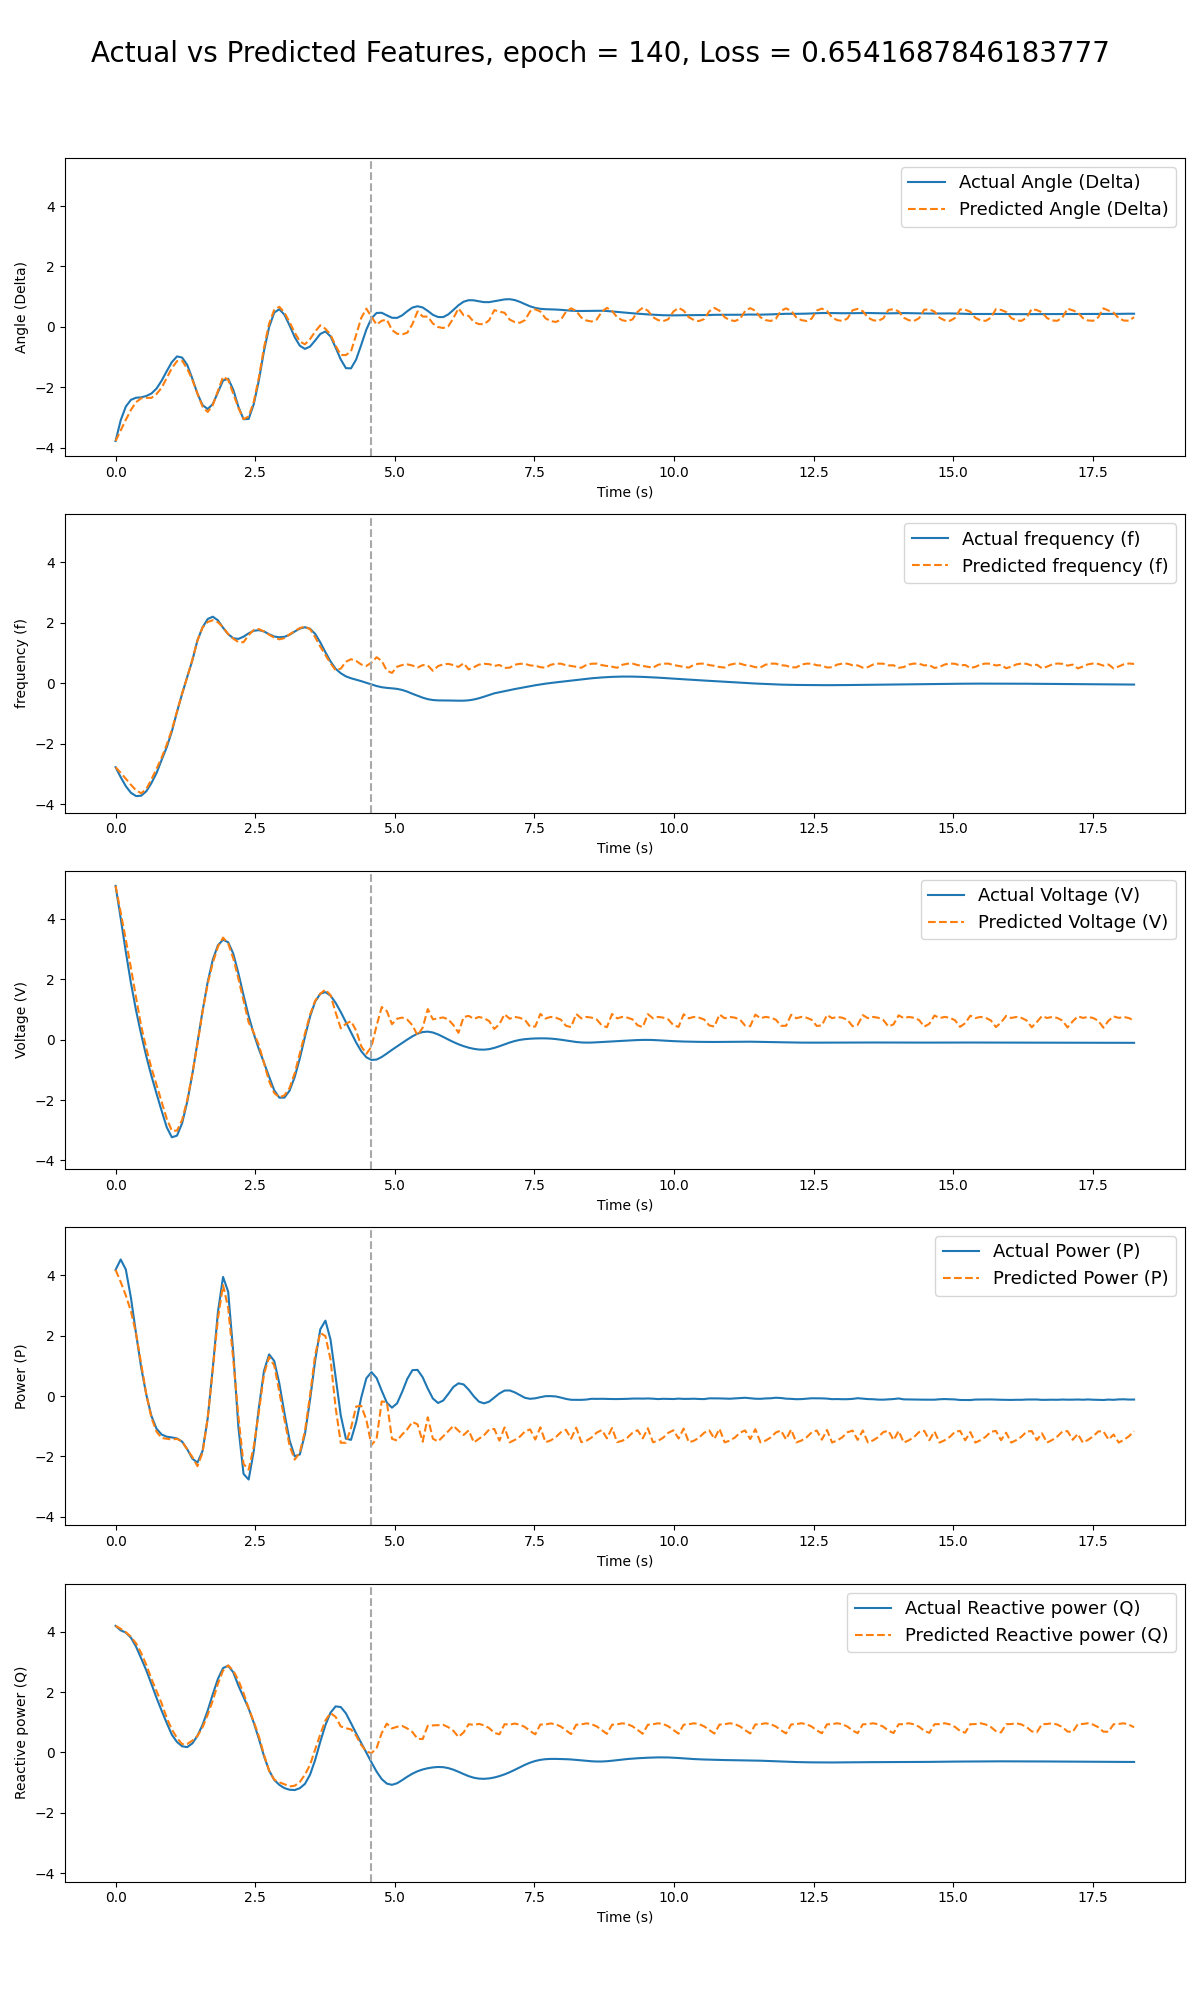 Actual vs Predicted Features, epoch = 140, Loss = 0.6541687846183777
Actual Angle (Delta)
Predicted Angle (Delta)
Angle (Delta)
4
2
0
−2
−4
0.0 2.5 5.0 7.5 10.0 12.5 15.0 17.5
Time (s)
Actual frequency (f)
Predicted frequency (f)
frequency (f)
4
2
0
−2
−4
0.0 2.5 5.0 7.5 10.0 12.5 15.0 17.5
Time (s)
Actual Voltage (V)
Predicted Voltage (V)
Voltage (V)
4
2
0
−2
−4
0.0 2.5 5.0 7.5 10.0 12.5 15.0 17.5
Time (s)
Actual Power (P)
Predicted Power (P)
Power (P)
4
2
0
−2
−4
0.0 2.5 5.0 7.5 10.0 12.5 15.0 17.5
Time (s)
Actual Reactive power (Q)
Predicted Reactive power (Q)
Reactive power (Q)
4
2
0
−2
−4
0.0 2.5 5.0 7.5 10.0 12.5 15.0 17.5
Time (s)